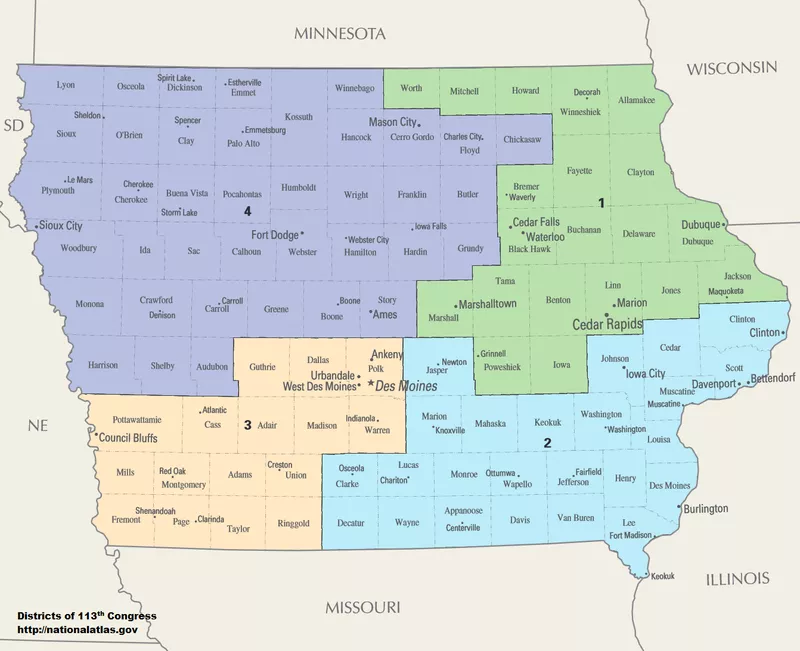 MINNESOTA
WISCONSIN
SD
NE
MISSOURI
ILLINOIS
Lyon
Osceola
Spirit Lake
Dickinson
Estherville
Emmet
Winnebago
Worth
Mitchell
Howard
Decorah
Winneshiek
Allamakee
Sheldon
Sioux
O'Brien
Spencer
Clay
Emmetsburg
Palo Alto
Kossuth
Mason City
Hancock
Cerro Gordo
Charles City
Floyd
Chickasaw
Le Mars
Plymouth
Cherokee
Cherokee
Buena Vista
Storm Lake
Pocahontas
4
Humboldt
Wright
Franklin
Butler
Bremer
Waverly
Fayette
Clayton
1
Sioux City
Woodbury
Ida
Sac
Calhoun
Fort Dodge
Webster
Webster City
Hamilton
Iowa Falls
Hardin
Grundy
Cedar Falls
Waterloo
Black Hawk
Buchanan
Delaware
Dubuque
Dubuque
Monona
Crawford
Denison
Carroll
Carroll
Greene
Boone
Boone
Story
Ames
Marshall
Marshalltown
Tama
Benton
Linn
Marion
Cedar Rapids
Jones
Jackson
Maquoketa
Harrison
Shelby
Audubon
Guthrie
Dallas
Ankeny
Polk
Urbandale
West Des Moines
Des Moines
Newton
Jasper
Grinnell
Poweshiek
Iowa
Johnson
Iowa City
Cedar
Clinton
Clinton
Scott
Davenport
Bettendorf
Muscatine
Muscatine
Pottawattamie
Council Bluffs
Atlantic
Cass
3
Adair
Madison
Indianola
Warren
Marion
Knoxville
Mahaska
Keokuk
2
Washington
Washington
Louisa
Mills
Red Oak
Montgomery
Adams
Creston
Union
Osceola
Clarke
Lucas
Chariton
Monroe
Ottumwa
Wapello
Fairfield
Jefferson
Henry
Des Moines
Burlington
Fremont
Shenandoah
Page
Clarinda
Taylor
Ringgold
Decatur
Wayne
Appanoose
Centerville
Davis
Van Buren
Lee
Fort Madison
Keokuk
Districts of 113th Congress
http://nationalatlas.gov